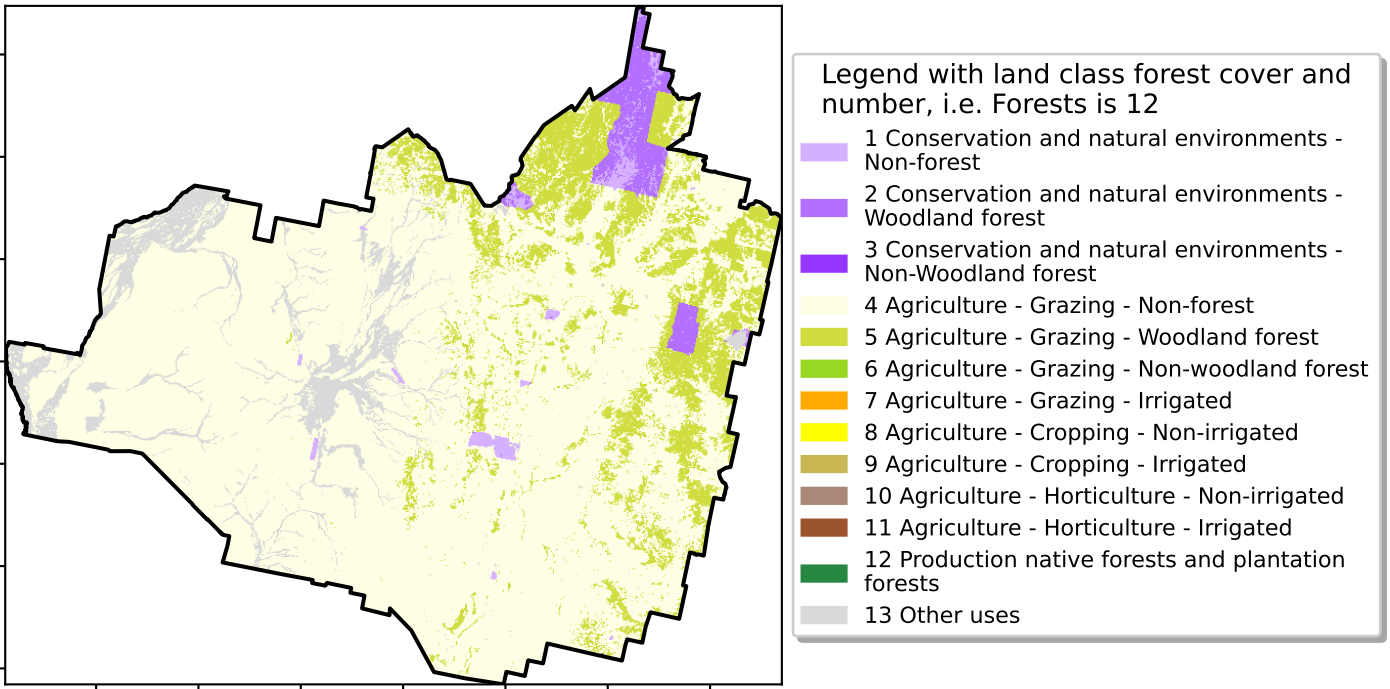 Legend with land class forest cover and
number, i.e. Forests is 12
1 Conservation and natural environments -
Non-forest
2 Conservation and natural environments -
Woodland forest
3 Conservation and natural environments -
Non-Woodland forest
4 Agriculture - Grazing - Non-forest
5 Agriculture - Grazing - Woodland forest
6 Agriculture - Grazing - Non-woodland forest
7 Agriculture - Grazing - Irrigated
8 Agriculture - Cropping - Non-irrigated
9 Agriculture - Cropping - Irrigated
10 Agriculture - Horticulture - Non-irrigated
11 Agriculture - Horticulture - Irrigated
12 Production native forests and plantation
forests
13 Other uses